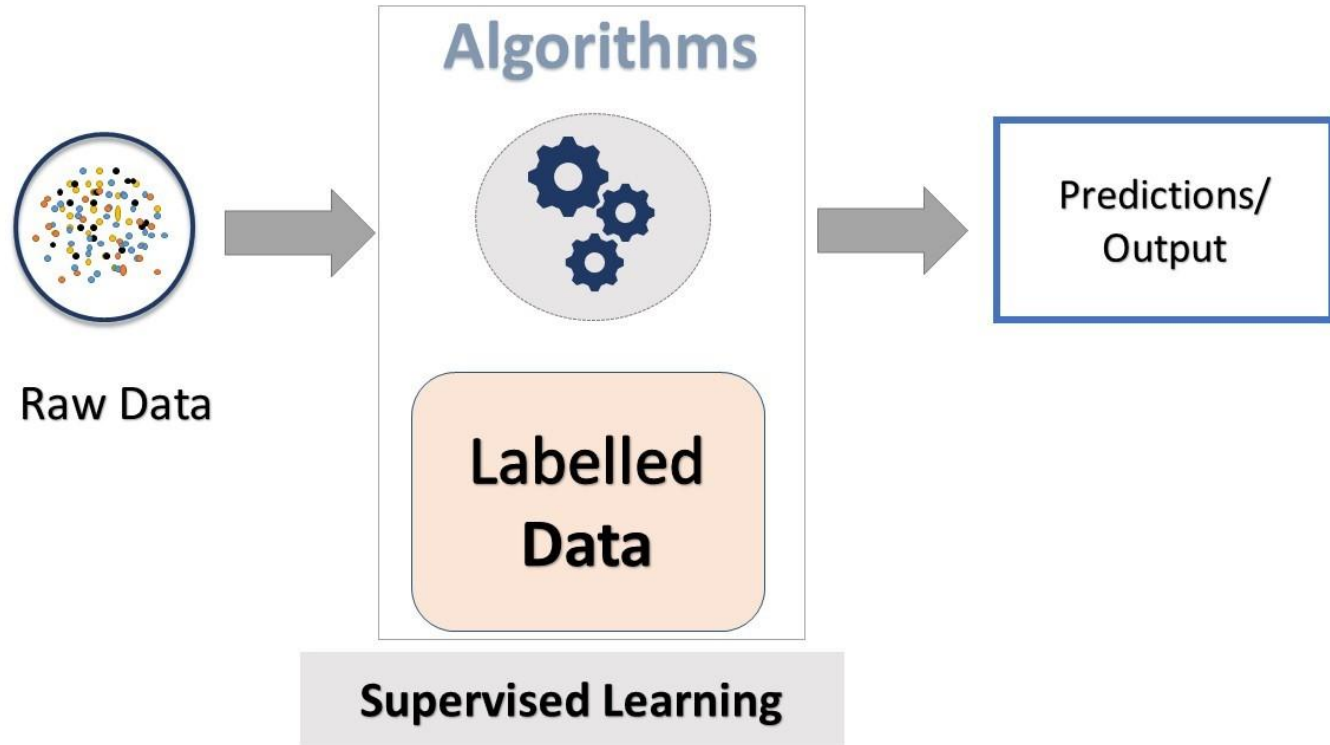 Algorithms
Raw Data
Predictions/
Output
Labelled
Data
Supervised Learning